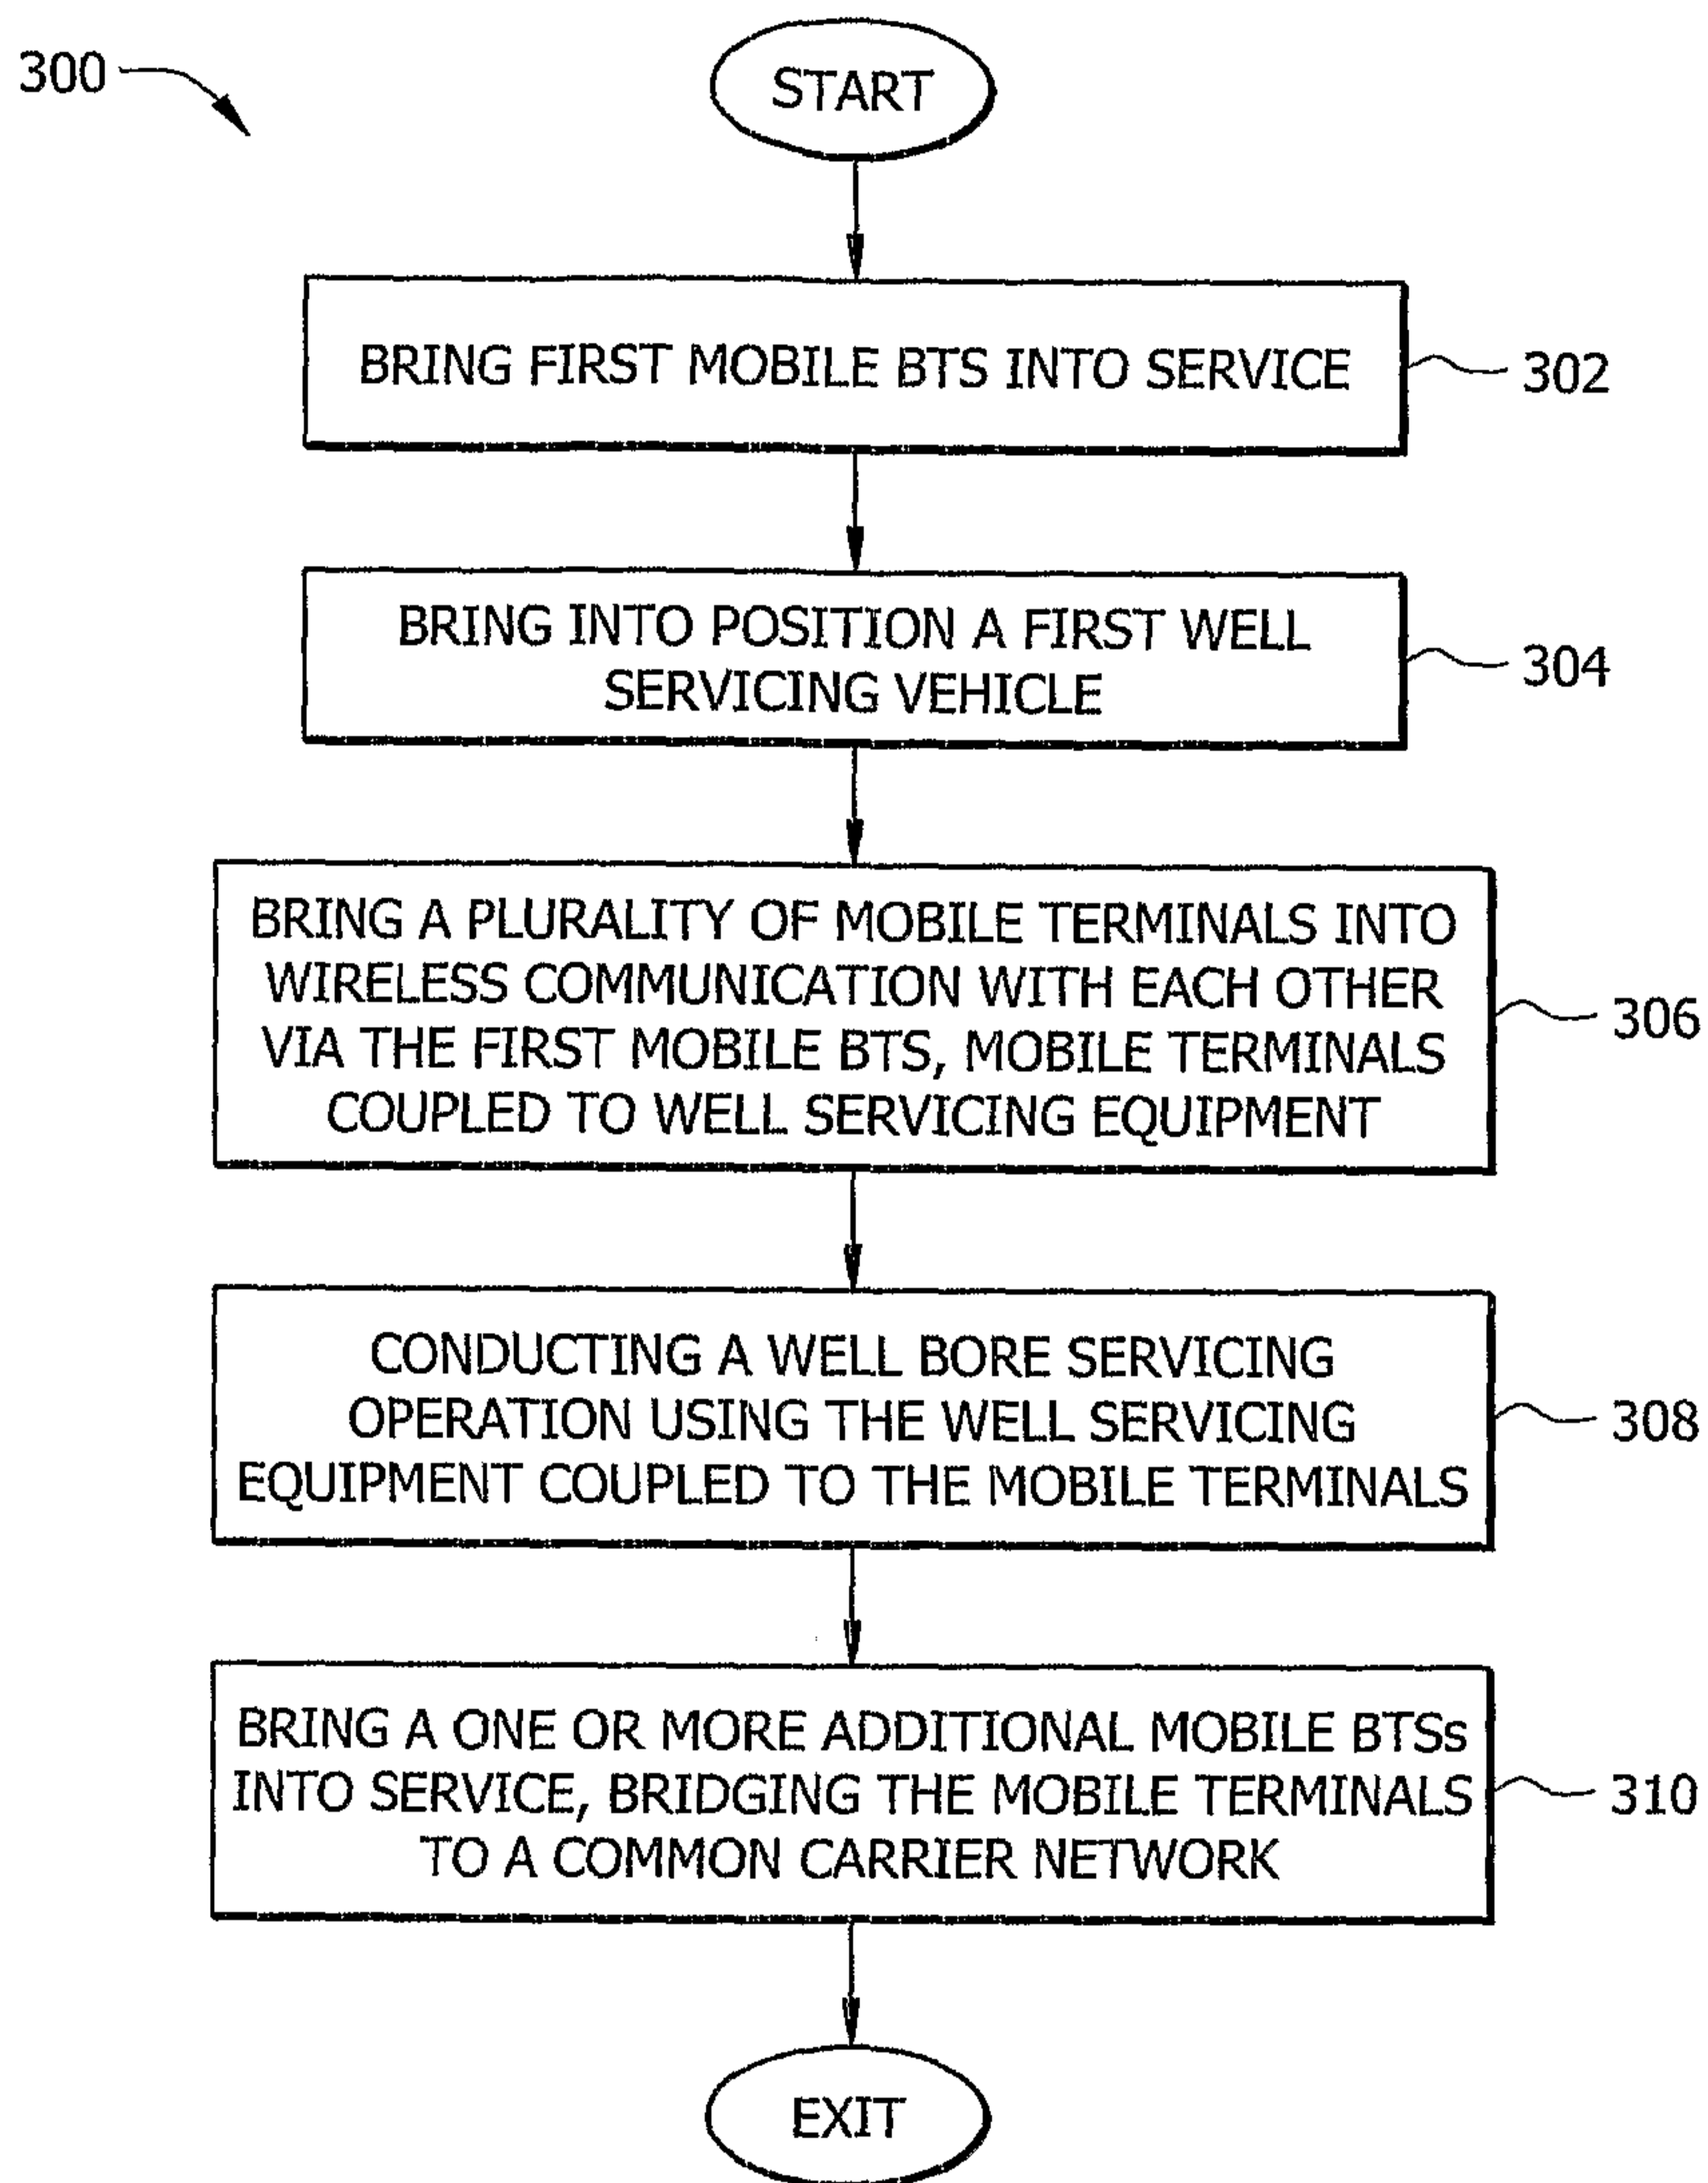 300
START
BRING FIRST MOBILE BTS INTO SERVICE
302
BRING INTO POSITION A FIRST WELL
SERVICING VEHICLE
304
BRING A PLURALITY OF MOBILE TERMINALS INTO
WIRELESS COMMUNICATION WITH EACH OTHER
VIA THE FIRST MOBILE BTS, MOBILE TERMINALS
COUPLED TO WELL SERVICING EQUIPMENT
306
CONDUCTING A WELL BORE SERVICING
OPERATION USING THE WELL SERVICING
EQUIPMENT COUPLED TO THE MOBILE TERMINALS
308
BRING A ONE OR MORE ADDITIONAL MOBILE BTSs
INTO SERVICE, BRIDGING THE MOBILE TERMINALS
TO A COMMON CARRIER NETWORK
310
EXIT